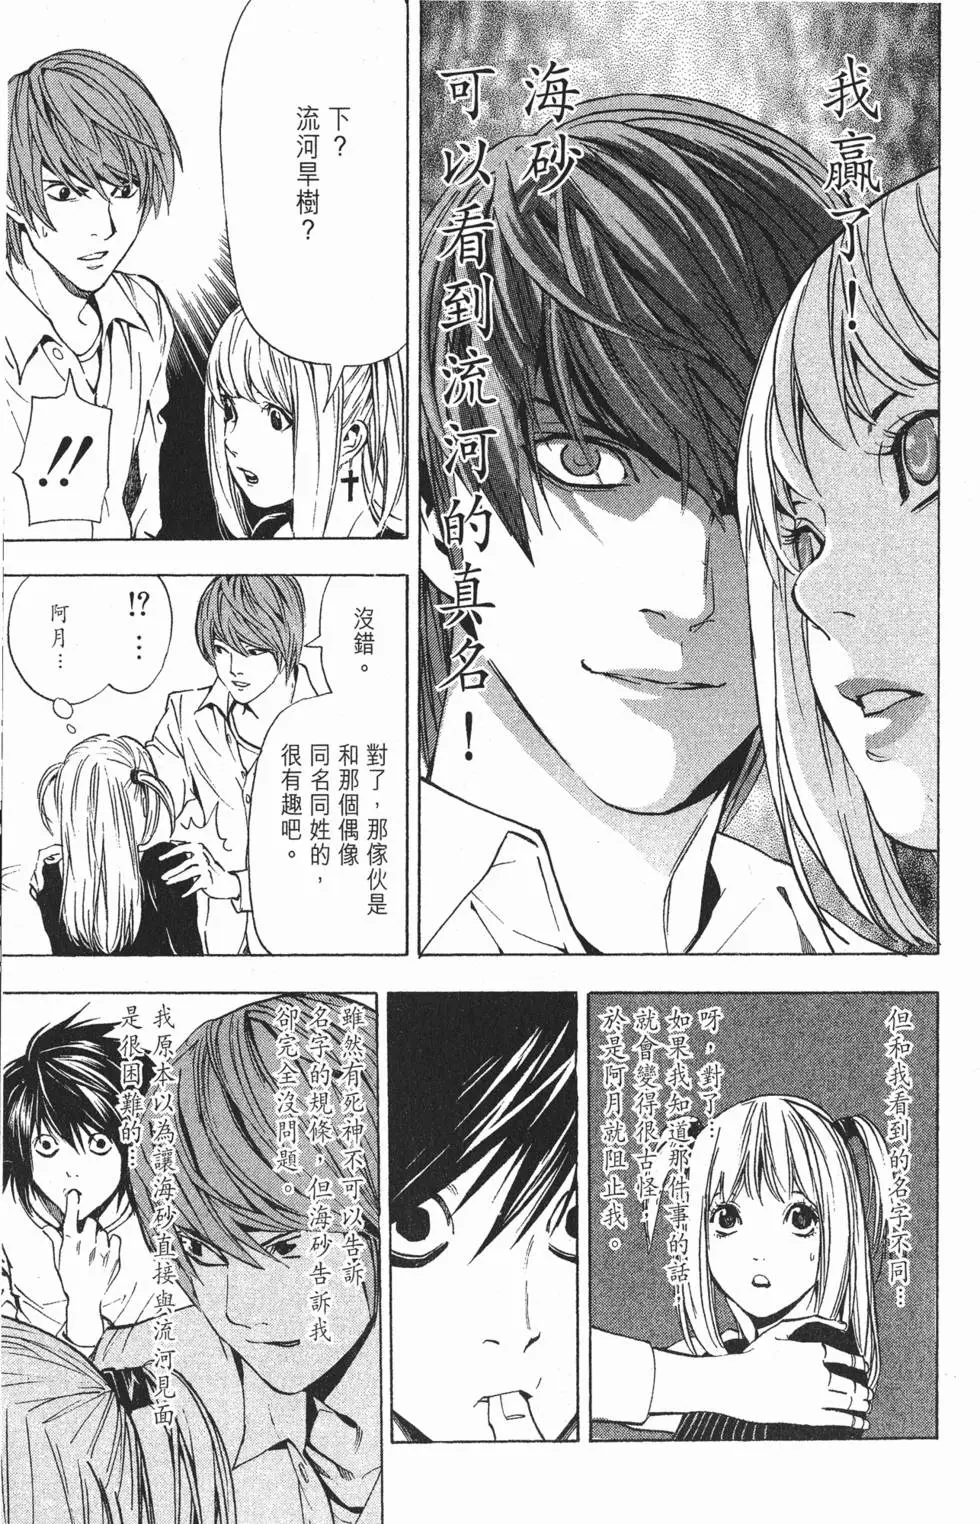 我贏了！
海砂
可以看到流河的真名！
下？
流河旱樹？
!!
沒錯。
對了，那傢伙是
和那個偶像
同名同姓的，
很有趣吧。
!?…
阿月…
但和我看到的名字不同…
呀，對了…
如果我知道那件事的話，
就會變得很古怪，
於是阿月就阻止我。
雖然有死神不可以告訴
名字的規條，但海砂告訴我
卻完全沒問題。
我原本以為讓海砂直接與流河見面
是很困難的…